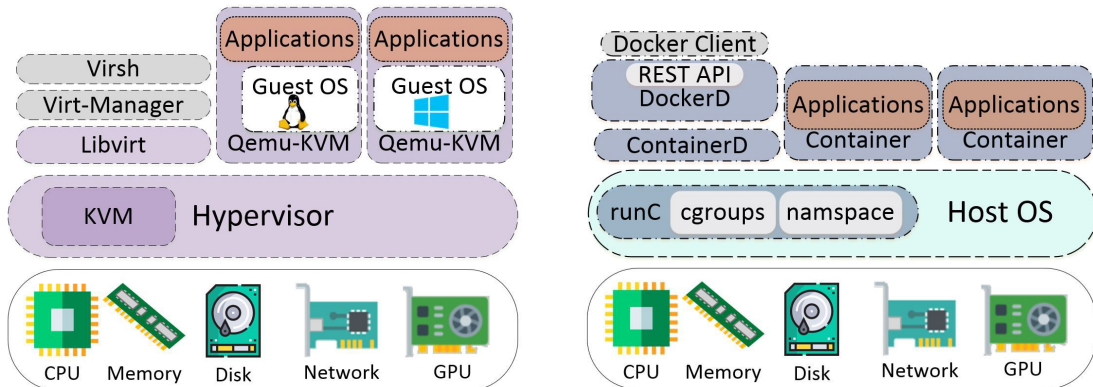 Applications
Applications
Virsh
Guest OS
Guest OS
Virt-Manager
Libvirt
Qemu-KVM
Qemu-KVM
KVM
Hypervisor
CPU
Memory
Disk
Network
GPU
Docker Client
REST API
DockerD
Applications
Applications
ContainerD
Container
Container
runC
cgroups
namspace
Host OS
CPU
Memory
Disk
Network
GPU